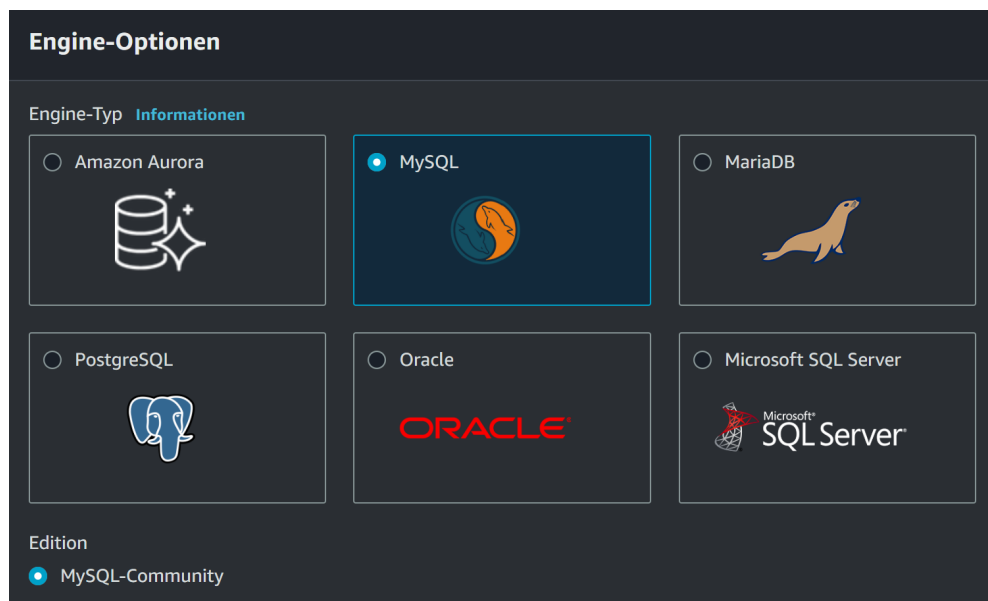 Engine-Optionen
Engine-Typ Informationen
Amazon Aurora
MySQL
MariaDB
PostgreSQL
Oracle
ORACLE
Microsoft SQL Server
Microsoft®
SQL Server
Edition
MySQL-Community